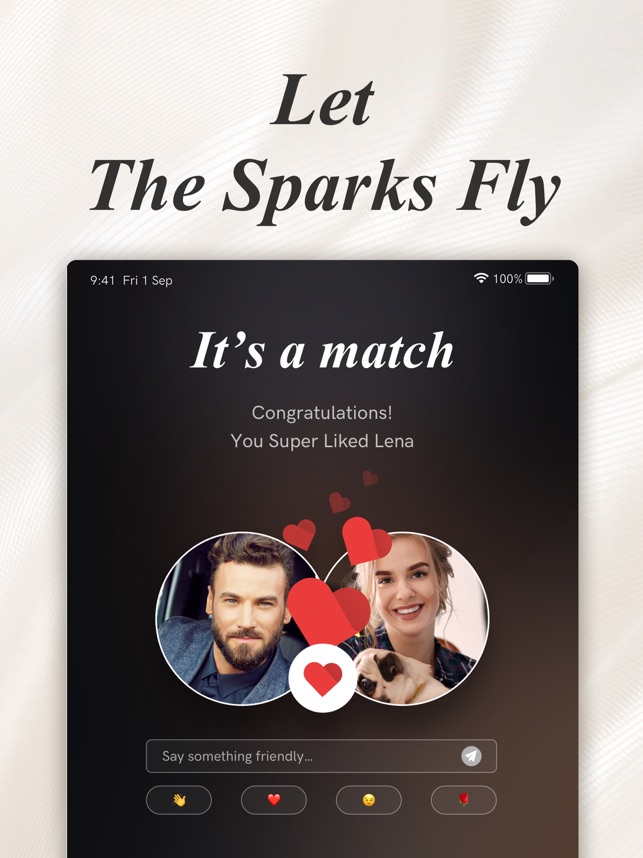 Let
The Sparks Fly
9:41 Fri 1 Sep
100%
It's a match
Congratulations!
You Super Liked Lena
Say something friendly...